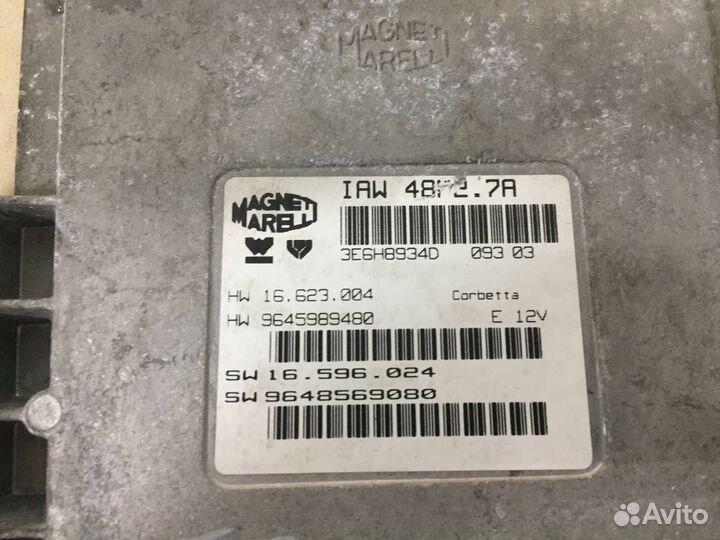 MAGNETI
MARELLI
IAW 48P2.7A
MAGNETI
MARELLI
3E6H8934D 093 03
HW 16.623.004 Corbetta
HW 9645989480 E 12V
SW 16.596.024
SW 9648569080
Avito